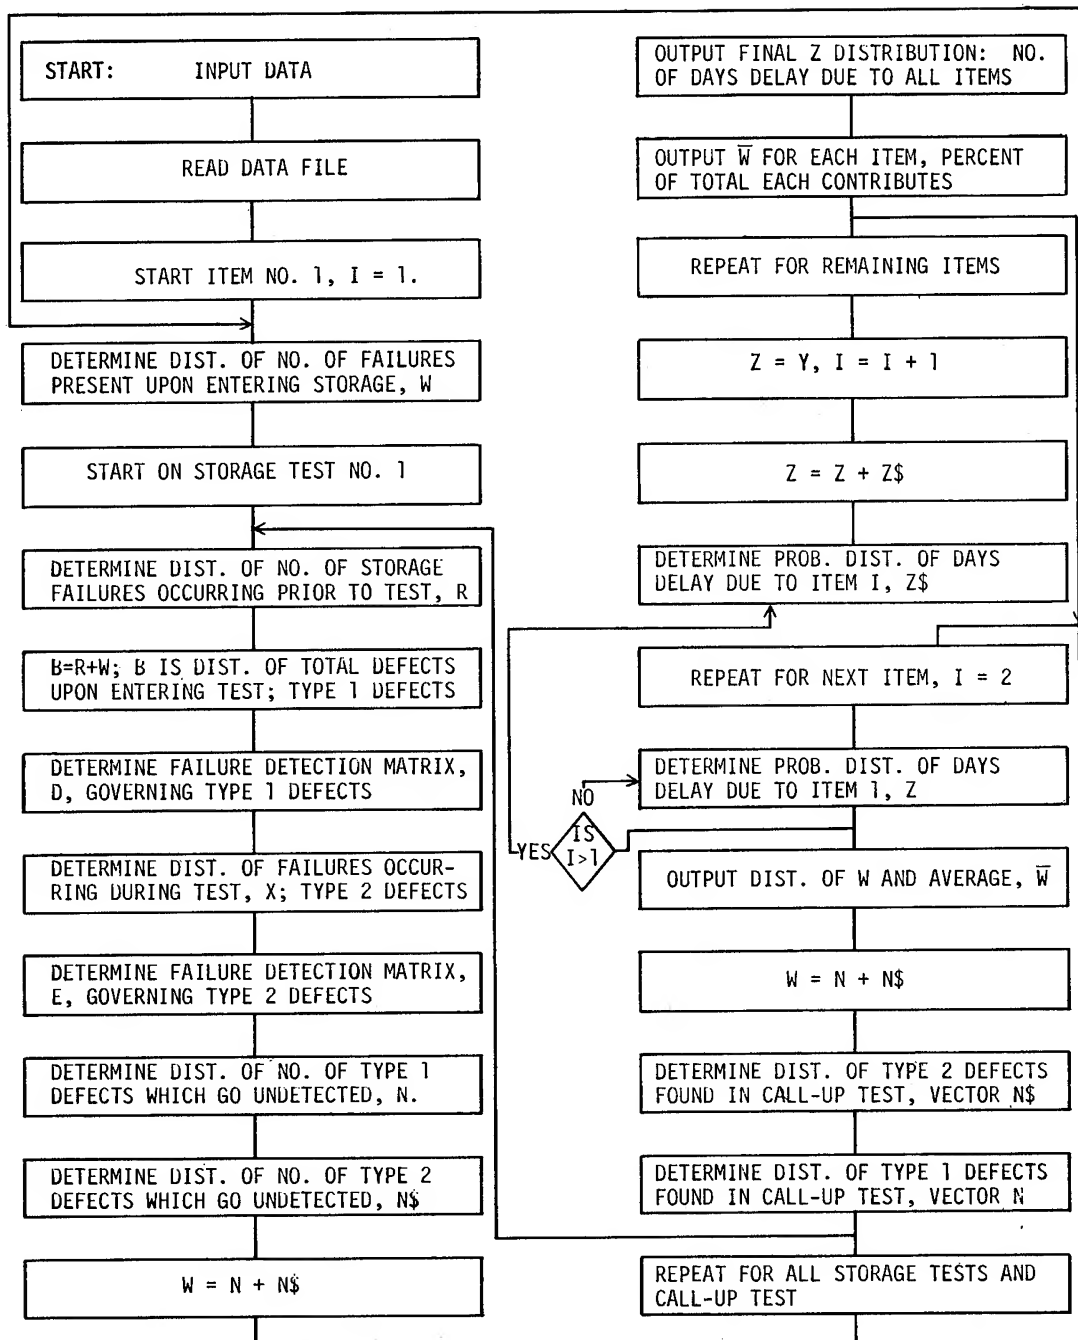 START: INPUT DATA
READ DATA FILE
START ITEM NO. 1, I = 1.
DETERMINE DIST. OF NO. OF FAILURES
PRESENT UPON ENTERING STORAGE, W
START ON STORAGE TEST NO. 1
DETERMINE DIST. OF NO. OF STORAGE
FAILURES OCCURRING PRIOR TO TEST, R
B=R+W; B IS DIST. OF TOTAL DEFECTS
UPON ENTERING TEST; TYPE 1 DEFECTS
DETERMINE FAILURE DETECTION MATRIX,
D, GOVERNING TYPE 1 DEFECTS
DETERMINE DIST. OF FAILURES OCCUR-
RING DURING TEST, X; TYPE 2 DEFECTS
DETERMINE FAILURE DETECTION MATRIX,
E, GOVERNING TYPE 2 DEFECTS
DETERMINE DIST. OF NO. OF TYPE 1
DEFECTS WHICH GO UNDETECTED, N.
DETERMINE DIST. OF NO. OF TYPE 2
DEFECTS WHICH GO UNDETECTED, N$
W = N + N$
OUTPUT FINAL Z DISTRIBUTION: NO.
OF DAYS DELAY DUE TO ALL ITEMS
OUTPUT W̅ FOR EACH ITEM, PERCENT
OF TOTAL EACH CONTRIBUTES
REPEAT FOR REMAINING ITEMS
Z = Y, I = I + 1
Z = Z + Z$
DETERMINE PROB. DIST. OF DAYS
DELAY DUE TO ITEM I, Z$
REPEAT FOR NEXT ITEM, I = 2
DETERMINE PROB. DIST. OF DAYS
DELAY DUE TO ITEM 1, Z
NO
YES
IS
I>1
OUTPUT DIST. OF W AND AVERAGE, W̅
W = N + N$
DETERMINE DIST. OF TYPE 2 DEFECTS
FOUND IN CALL-UP TEST, VECTOR N$
DETERMINE DIST. OF TYPE 1 DEFECTS
FOUND IN CALL-UP TEST, VECTOR N
REPEAT FOR ALL STORAGE TESTS AND
CALL-UP TEST